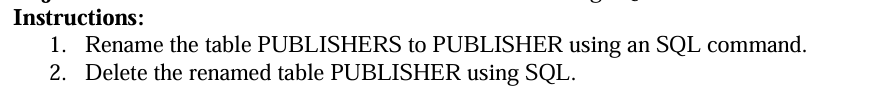 Instructions:
1. Rename the table PUBLISHERS to PUBLISHER using an SQL command.
2. Delete the renamed table PUBLISHER using SQL.